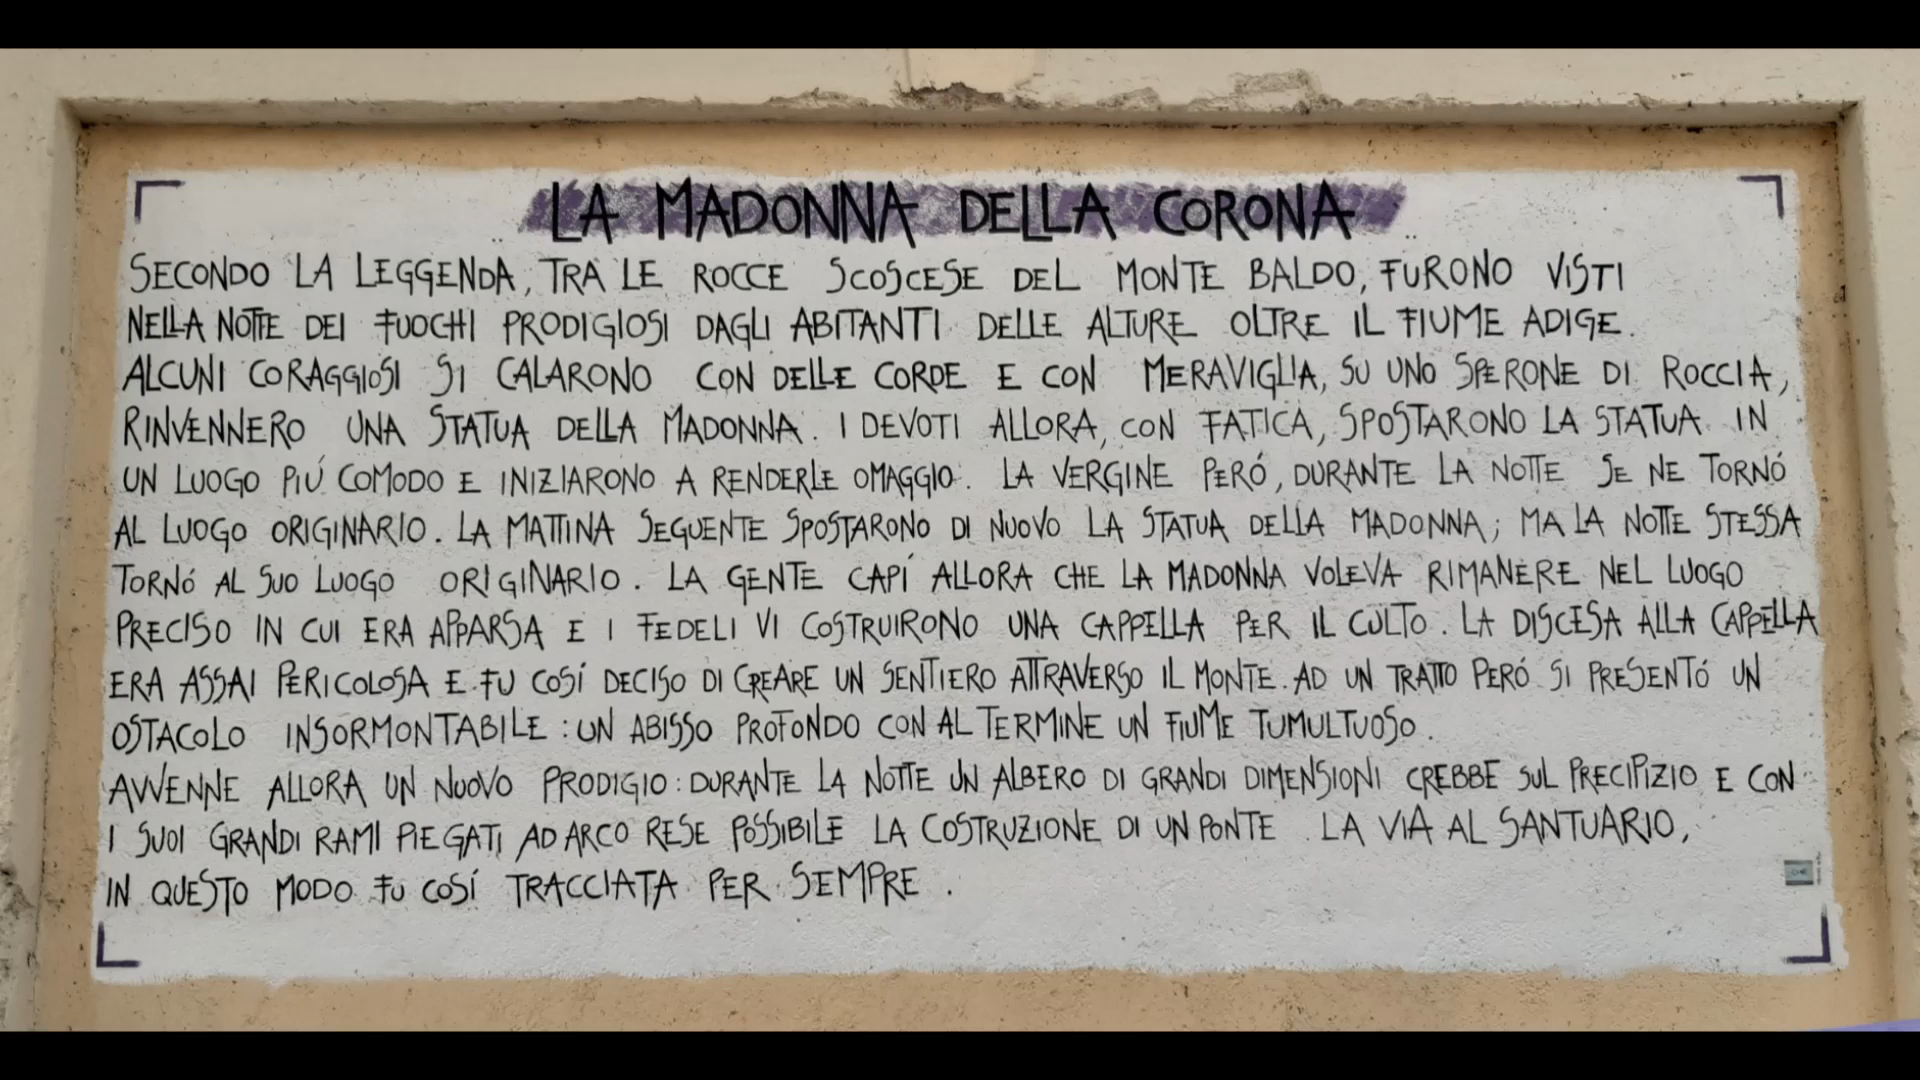 LA MADONNA DELLA CORONA
SECONDO LA LEGGENDA, TRA LE ROCCE SCOSCESE DEL MONTE BALDO, FURONO VISTI
NELLA NOTTE DEI FUOCHI PRODIGIOSI DAGLI ABITANTI DELLE ALTURE OLTRE IL FIUME ADIGE.
ALCUNI CORAGGIOSI SI CALARONO CON DELLE CORDE E CON MERAVIGLIA, SU UNO SPERONE DI ROCCIA,
RINVENNERO UNA STATUA DELLA MADONNA. I DEVOTI ALLORA, CON FATICA, SPOSTARONO LA STATUA IN
UN LUOGO PIÚ COMODO E INIZIARONO A RENDERLE OMAGGIO. LA VERGINE PERÓ, DURANTE LA NOTTE SE NE TORNÓ
AL LUOGO ORIGINARIO. LA MATTINA SEGUENTE SPOSTARONO DI NUOVO LA STATUA DELLA MADONNA; MA LA NOTTE STESSA
TORNÓ AL SUO LUOGO ORIGINARIO. LA GENTE CAPÍ ALLORA CHE LA MADONNA VOLEVA RIMANERE NEL LUOGO
PRECISO IN CUI ERA APPARSA E I FEDELI VI COSTRUIRONO UNA CAPPELLA PER IL CULTO. LA DISCESA ALLA CAPPELLA
ERA ASSAI PERICOLOSA E FU COSÍ DECISO DI CREARE UN SENTIERO ATTRAVERSO IL MONTE. AD UN TRATTO PERÓ SI PRESENTÓ UN
OSTACOLO INSORMONTABILE: UN ABISSO PROFONDO CON AL TERMINE UN FIUME TUMULTUOSO.
AVVENNE ALLORA UN NUOVO PRODIGIO: DURANTE LA NOTTE UN ALBERO DI GRANDI DIMENSIONI CREBBE SUL PRECIPIZIO E CON
I SUOI GRANDI RAMI PIEGATI AD ARCO RESE POSSIBILE LA COSTRUZIONE DI UN PONTE. LA VIA AL SANTUARIO,
IN QUESTO MODO FU COSÍ TRACCIATA PER SEMPRE.